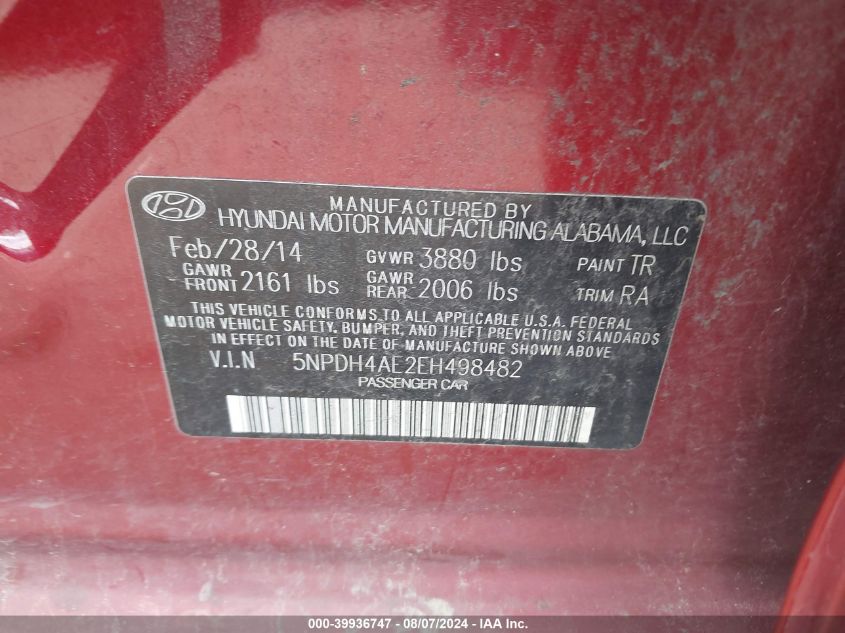 MANUFACTURED BY
HYUNDAI MOTOR MANUFACTURING ALABAMA, LLC
Feb/28/14 GVWR 3880 lbs PAINT TR
GAWR FRONT 2161 lbs GAWR REAR 2006 lbs TRIM RA
THIS VEHICLE CONFORMS TO ALL APPLICABLE U.S.A. FEDERAL
MOTOR VEHICLE SAFETY, BUMPER, AND THEFT PREVENTION STANDARDS
IN EFFECT ON THE DATE OF MANUFACTURE SHOWN ABOVE
V.I.N 5NPDH4AE2EH498482
PASSENGER CAR
000-39936747 - 08/07/2024 - IAA Inc.